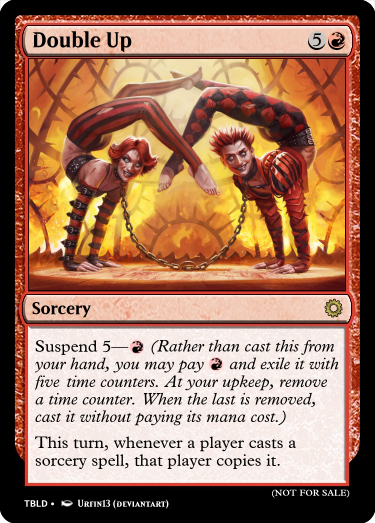 Double Up 5
Sorcery
Suspend 5— (Rather than cast this from
your hand, you may pay and exile it with
five time counters. At your upkeep, remove
a time counter. When the last is removed,
cast it without paying its mana cost.)
This turn, whenever a player casts a
sorcery spell, that player copies it.
(NOT FOR SALE)
TBLD • Urfin13 (deviantart)